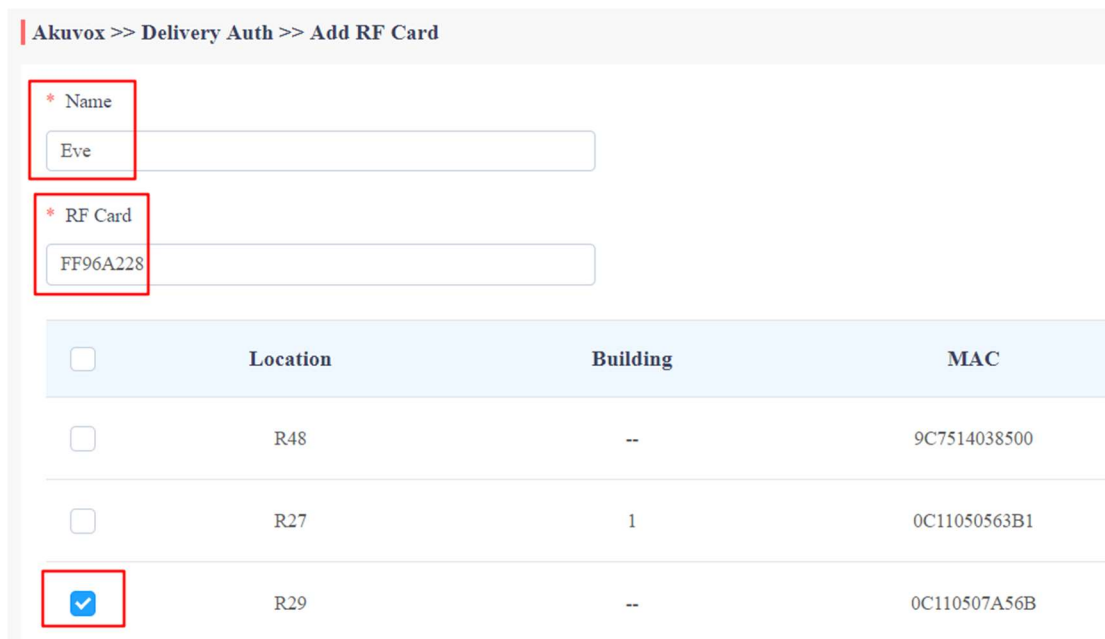 Akuvox >> Delivery Auth >> Add RF Card
* Name
Eve
* RF Card
FF96A228
Location Building MAC
R48 -- 9C7514038500
R27 1 0C11050563B1
R29 -- 0C110507A56B